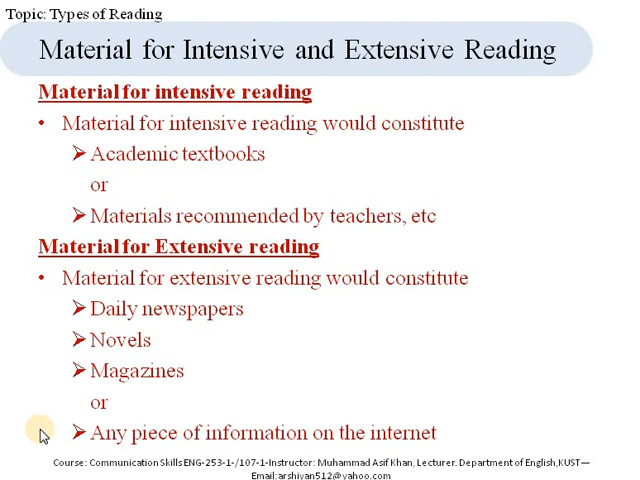 Topic: Types of Reading
Material for Intensive and Extensive Reading
Material for intensive reading
• Material for intensive reading would constitute
➢ Academic textbooks
or
➢ Materials recommended by teachers, etc
Material for Extensive reading
• Material for extensive reading would constitute
➢ Daily newspapers
➢ Novels
➢ Magazines
or
➢ Any piece of information on the internet
Course: Communication Skills ENG-253-1-/107-1-Instructor: Muhammad Asif Khan, Lecturer. Department of English,KUST—
Email:arshiyan512@yahoo.com